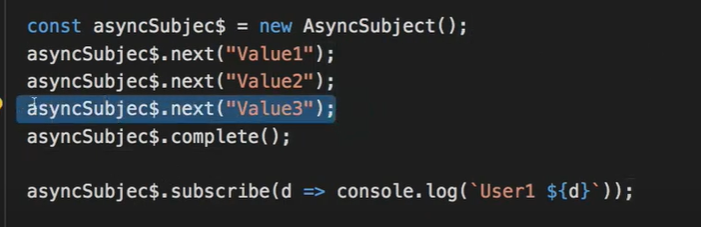 const asyncSubjec$ = new AsyncSubject();
asyncSubjec$.next("Value1");
asyncSubjec$.next("Value2");
asyncSubjec$.next("Value3");
asyncSubjec$.complete();
asyncSubjec$.subscribe(d => console.log(`User1 ${d}`));